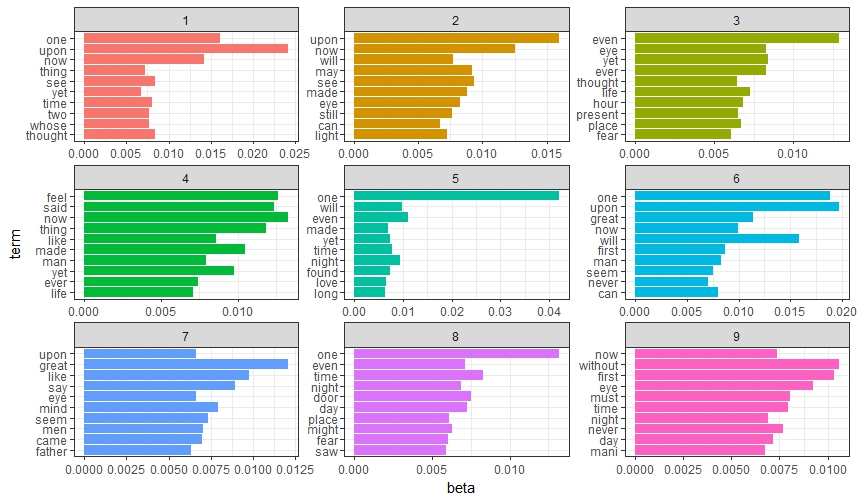 1
one
upon
now
thing
see
yet
time
two
whose
thought
0.000 0.005 0.010 0.015 0.020 0.025
2
upon
now
will
may
see
made
eye
still
can
light
0.000 0.005 0.010 0.015
3
even
eye
yet
ever
thought
life
hour
present
place
fear
0.000 0.005 0.010
term
4
feel
said
now
thing
like
made
man
yet
ever
life
0.000 0.005 0.010
5
one
will
even
made
yet
time
night
found
love
long
0.00 0.01 0.02 0.03 0.04
6
one
upon
great
now
will
first
man
seem
never
can
0.000 0.005 0.010 0.015 0.020
7
upon
great
like
say
eye
mind
seem
men
came
father
0.0000 0.0025 0.0050 0.0075 0.0100 0.0125
8
one
even
time
night
door
day
place
might
fear
saw
0.000 0.005 0.010
9
now
without
first
eye
must
time
night
never
day
mani
0.0000 0.0025 0.0050 0.0075 0.0100
beta